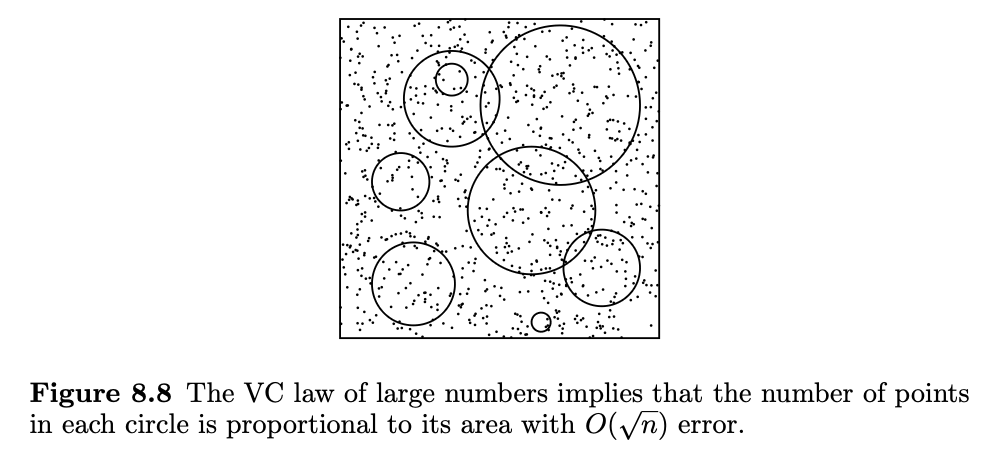 Figure 8.8 The VC law of large numbers implies that the number of points
in each circle is proportional to its area with O(√n) error.